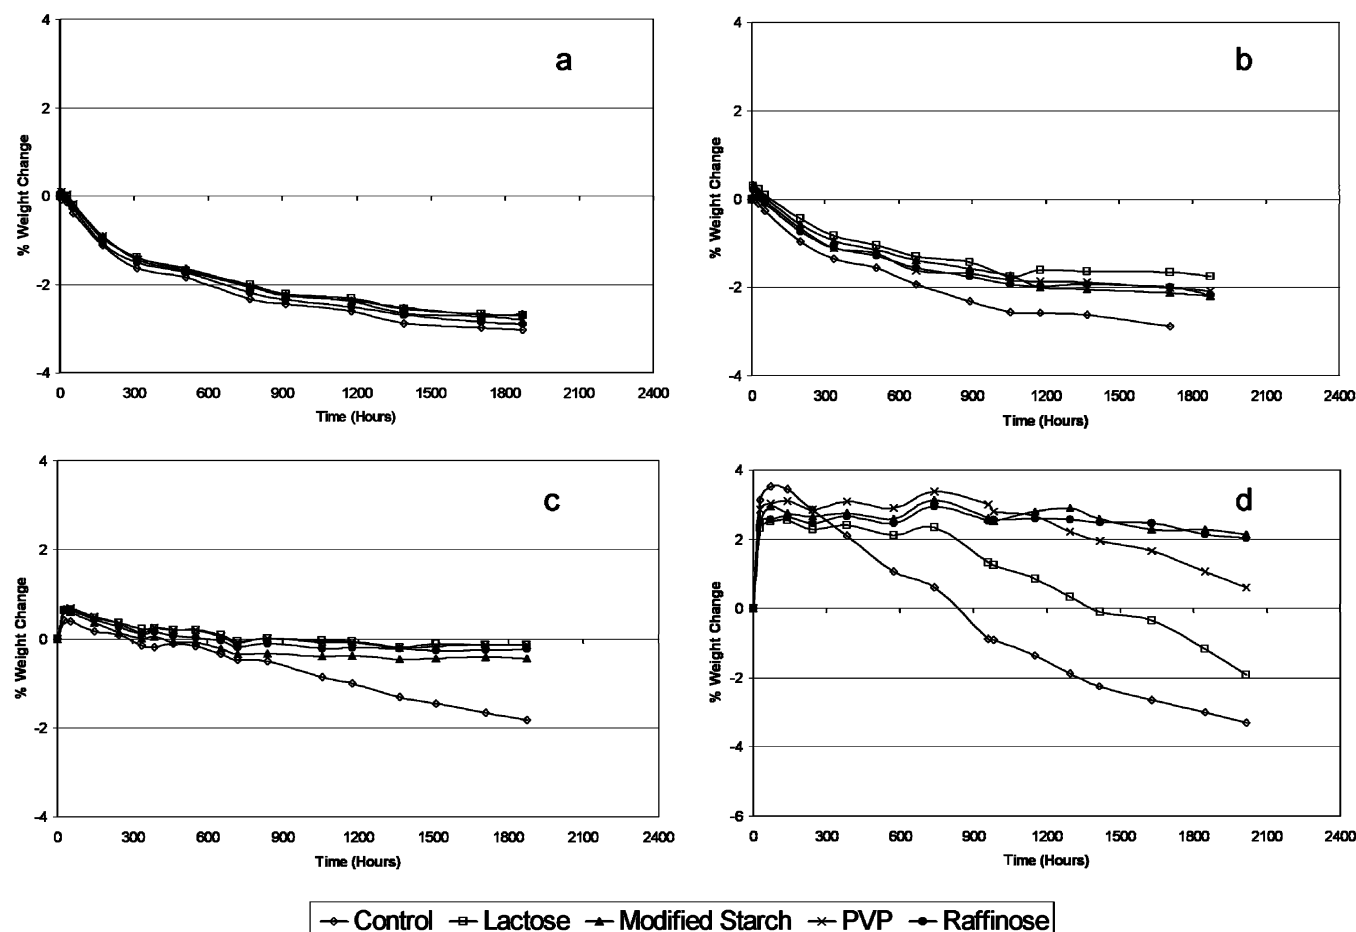 a
4
2
0
-2
-4
% Weight Change
0 300 600 900 1200 1500 1800 2100 2400
Time (Hours)
b
4
2
0
-2
-4
% Weight Change
0 300 600 900 1200 1500 1800 2100 2400
Time (Hours)
c
4
2
0
-2
-4
% Weight Change
0 300 600 900 1200 1500 1800 2100 2400
Time (Hours)
d
4
2
0
-2
-4
-6
% Weight Change
0 300 600 900 1200 1500 1800 2100 2400
Time (Hours)
Control Lactose Modified Starch PVP Raffinose